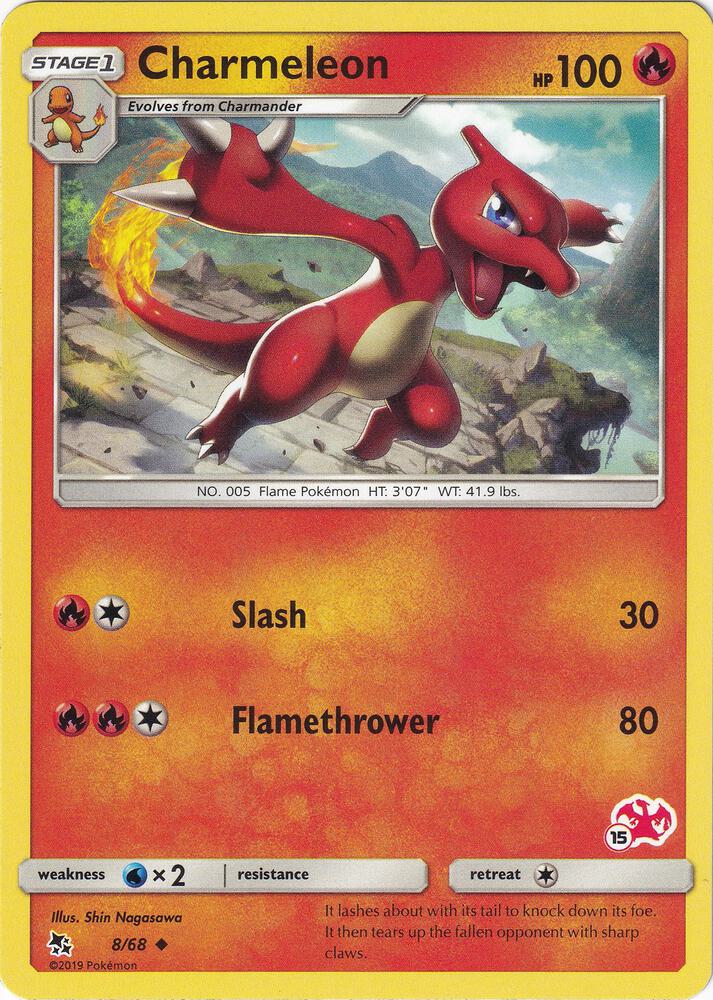 STAGE1
Charmeleon
HP 100
Evolves from Charmander
NO. 005 Flame Pokémon HT: 3'07" WT: 41.9 lbs.
Slash 30
Flamethrower 80
15
weakness ×2 resistance retreat
Illus. Shin Nagasawa
8/68
©2019 Pokémon
It lashes about with its tail to knock down its foe.
It then tears up the fallen opponent with sharp
claws.